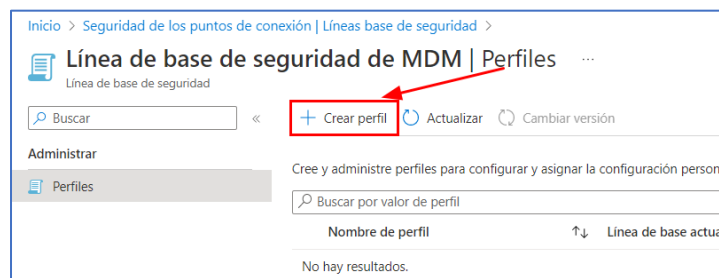 Inicio > Seguridad de los puntos de conexión | Líneas base de seguridad >
Línea de base de seguridad de MDM | Perfiles ...
Línea de base de seguridad
Buscar «
+ Crear perfil Actualizar Cambiar versión
Administrar
Perfiles
Cree y administre perfiles para configurar y asignar la configuración person
Buscar por valor de perfil
Nombre de perfil ↑↓ Línea de base actua
No hay resultados.